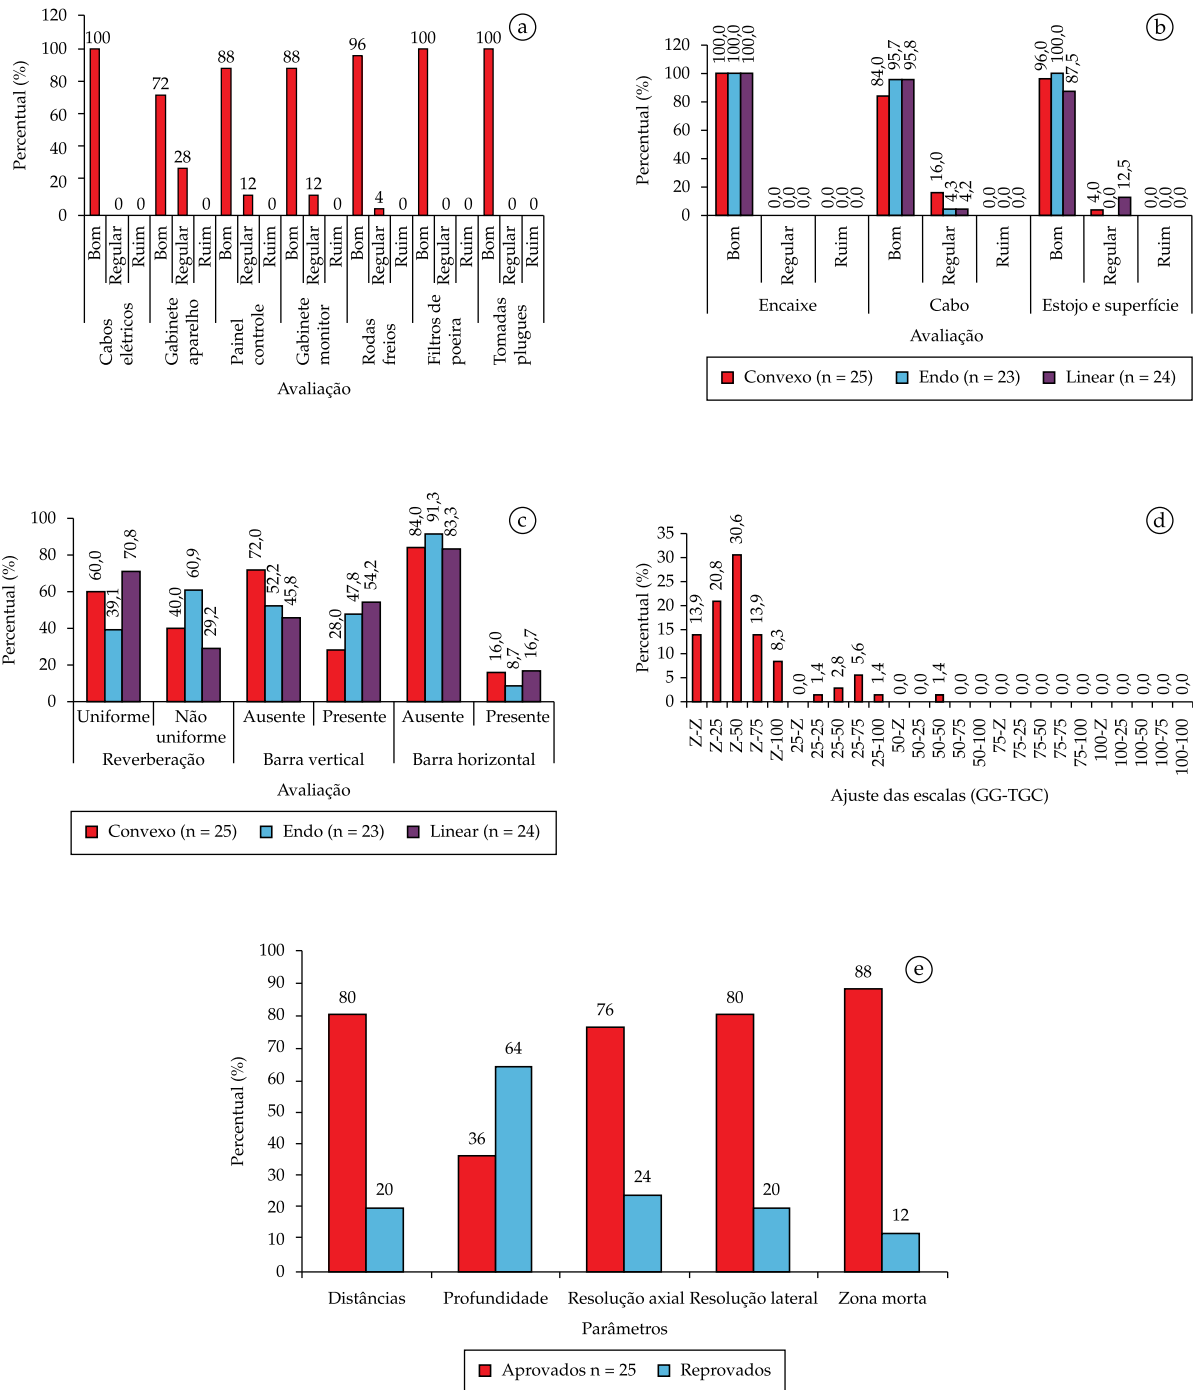 a
Percentual (%)
120
100
80
60
40
20
0
100 0 0 72 28 0 88 12 0 88 12 0 96 4 0 100 0 0 100 0 0
Bom Regular Ruim Bom Regular Ruim Bom Regular Ruim Bom Regular Ruim Bom Regular Ruim Bom Regular Ruim Bom Regular Ruim
Cabos elétricos
Gabinete aparelho
Painel controle
Gabinete monitor
Rodas freios
Filtros de poeira
Tomadas plugues
Avaliação
b
Percentual (%)
120
100
80
60
40
20
0
100,0 100,0 100,0 0,0 0,0 0,0 0,0 0,0 0,0 84,0 95,7 95,8 16,0 4,3 4,2 0,0 0,0 0,0 96,0 100,0 87,5 4,0 0,0 12,5 0,0 0,0 0,0
Bom Regular Ruim Bom Regular Ruim Bom Regular Ruim
Encaixe Cabo Estojo e superfície
Avaliação
Convexo (n = 25) Endo (n = 23) Linear (n = 24)
c
Percentual (%)
100
80
60
40
20
0
60,0 39,1 70,8 40,0 60,9 29,2 72,0 52,2 45,8 28,0 47,8 54,2 84,0 91,3 83,3 16,0 8,7 16,7
Uniforme Não uniforme Ausente Presente Ausente Presente
Reverberação Barra vertical Barra horizontal
Avaliação
Convexo (n = 25) Endo (n = 23) Linear (n = 24)
d
Percentual (%)
35
30
25
20
15
10
5
0
13,9 20,8 30,6 13,9 8,3 0,0 1,4 2,8 5,6 1,4 0,0 0,0 1,4 0,0 0,0 0,0 0,0 0,0 0,0 0,0 0,0 0,0 0,0 0,0 0,0
Z-Z Z-25 Z-50 Z-75 Z-100 25-Z 25-25 25-50 25-75 25-100 50-Z 50-25 50-50 50-75 50-100 75-Z 75-25 75-50 75-75 75-100 100-Z 100-25 100-50 100-75 100-100
Ajuste das escalas (GG-TGC)
e
Percentual (%)
100
90
80
70
60
50
40
30
20
10
0
80 20 36 64 76 24 80 20 88 12
Distâncias Profundidade Resolução axial Resolução lateral Zona morta
Parâmetros
Aprovados n = 25 Reprovados